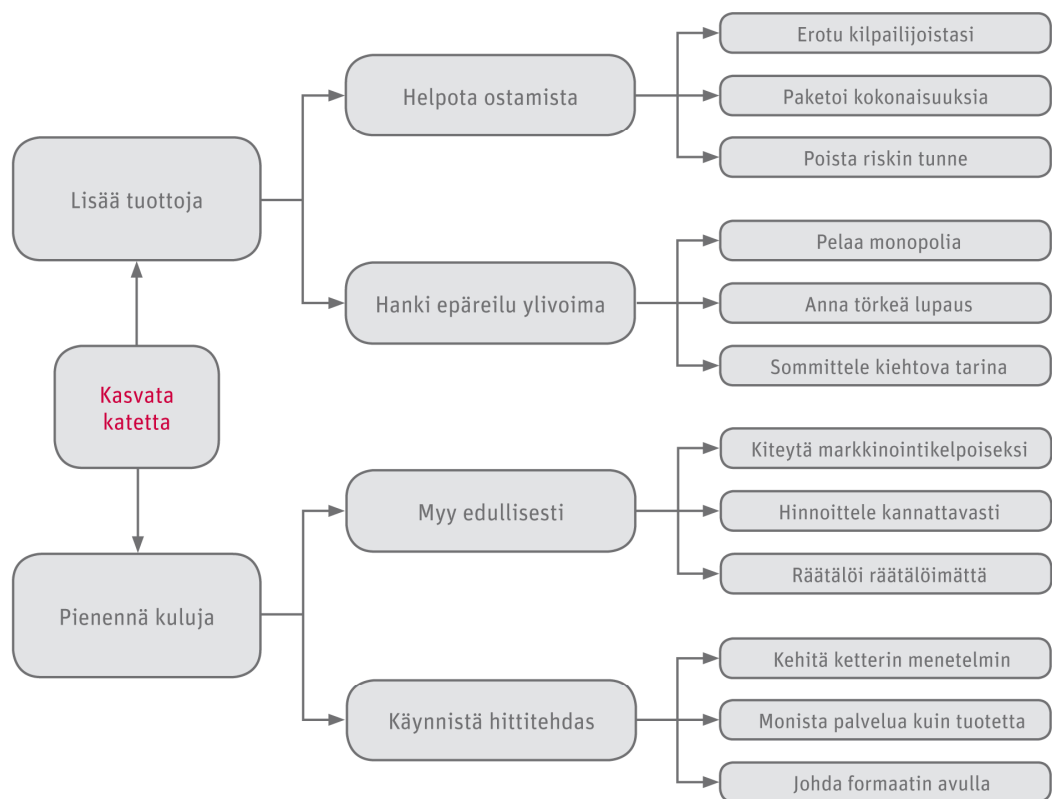 Kasvata
katetta
Lisää tuottoja
Helpota ostamista
Erotu kilpailijoistasi
Paketoi kokonaisuuksia
Poista riskin tunne
Hanki epäreilu ylivoima
Pelaa monopolia
Anna törkeä lupaus
Sommittele kiehtova tarina
Pienennä kuluja
Myy edullisesti
Kiteytä markkinointikelpoiseksi
Hinnoittele kannattavasti
Räätälöi räätälöimättä
Käynnistä hittitehdas
Kehitä ketterin menetelmin
Monista palvelua kuin tuotetta
Johda formaatin avulla